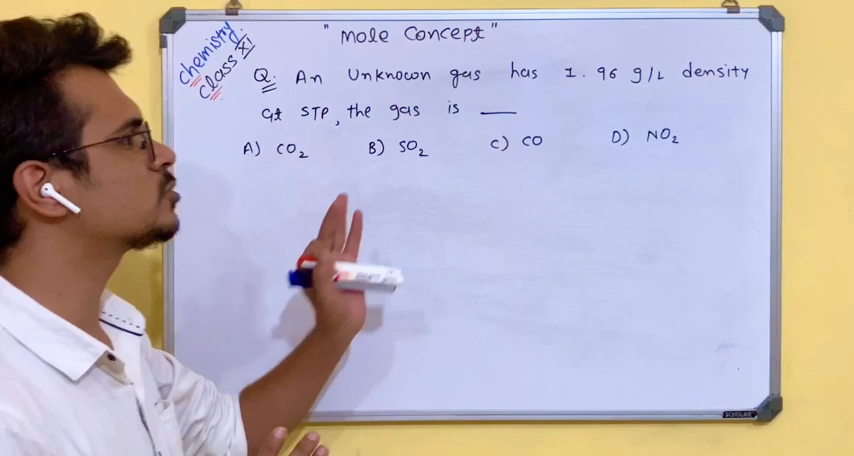 chemistry
class XI
"Mole Concept"
Q. An Unknown gas has 1.96 g/L density
at STP, the gas is ___
A) CO₂ B) SO₂ C) CO D) NO₂
SCHOLAR